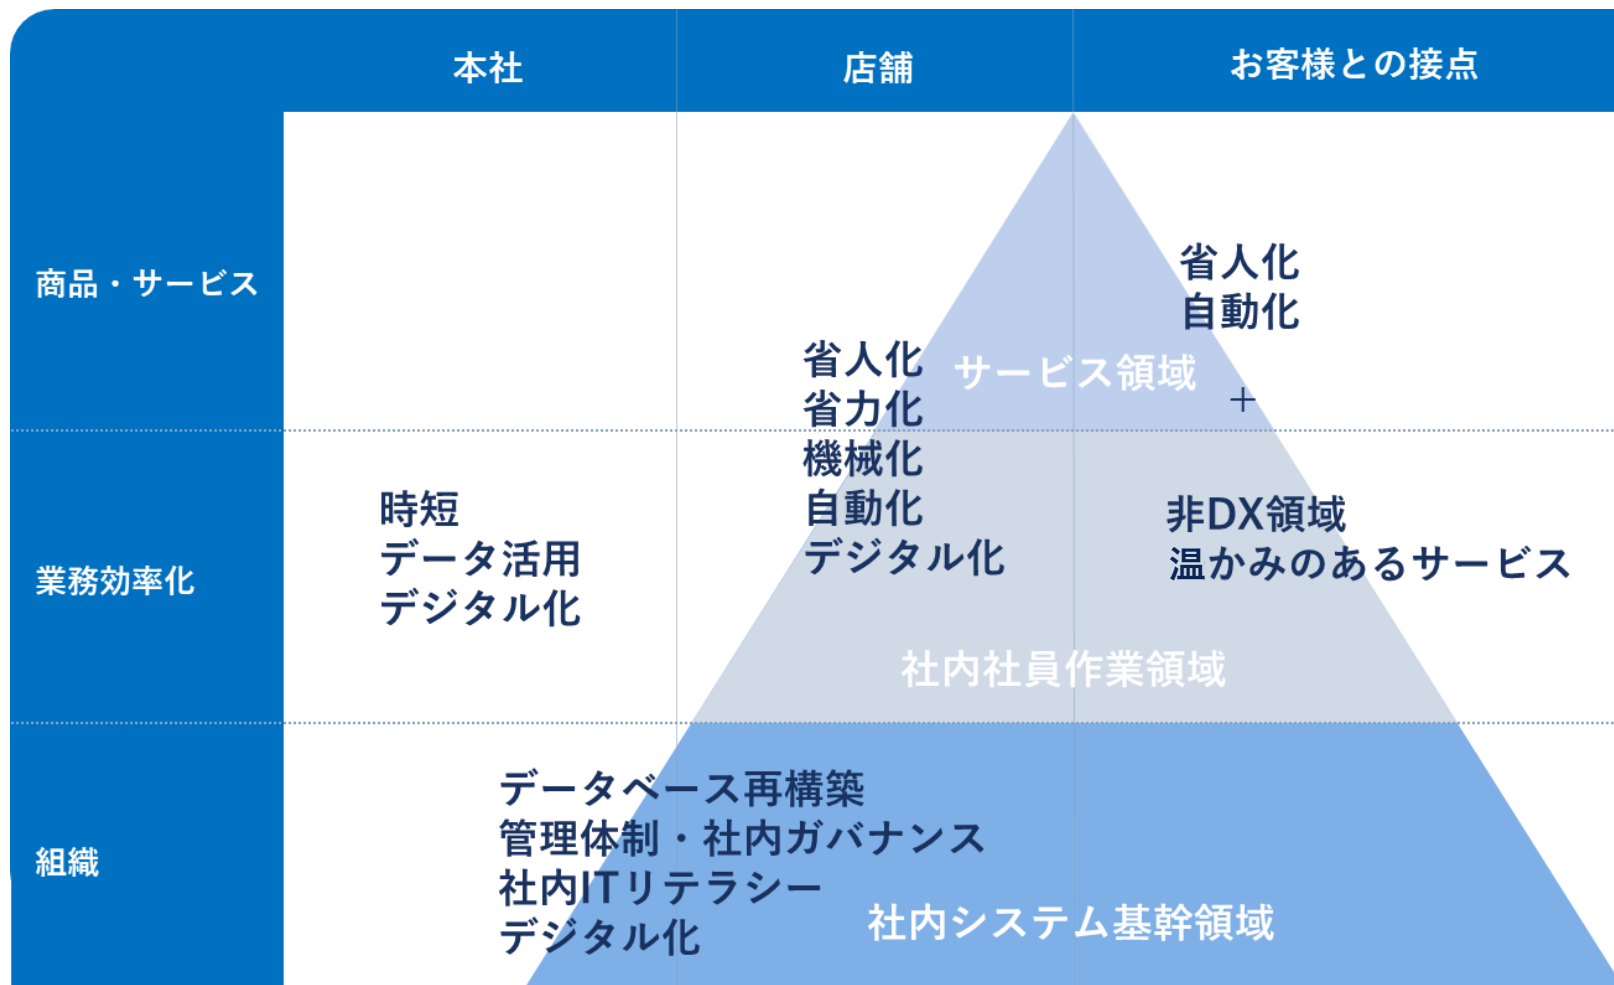 本社
店舗
お客様との接点
商品・サービス
省人化
自動化
省人化
省力化
機械化
自動化
デジタル化
サービス領域
+
業務効率化
時短
データ活用
デジタル化
非DX領域
温かみのあるサービス
社内社員作業領域
組織
データベース再構築
管理体制・社内ガバナンス
社内ITリテラシー
デジタル化
社内システム基幹領域